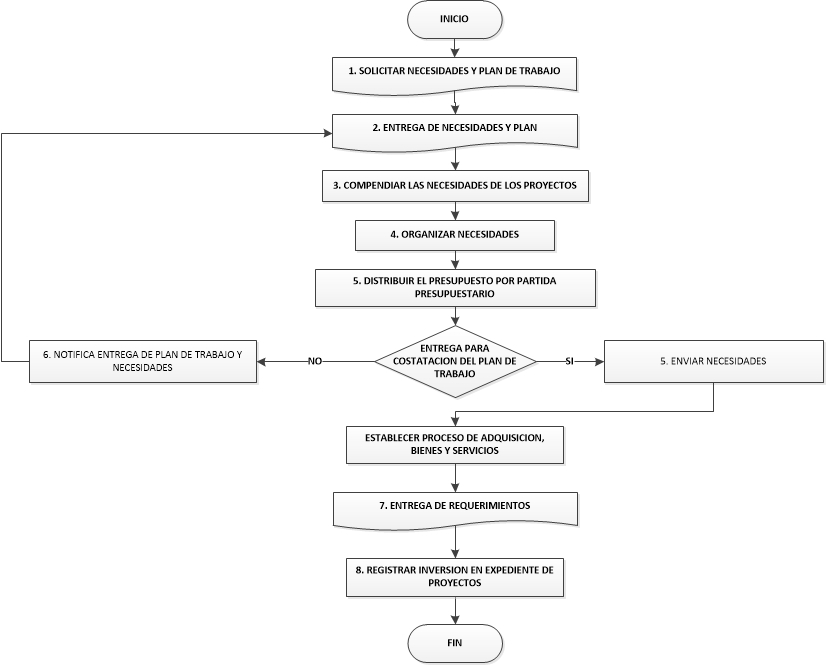 INICIO
1. SOLICITAR NECESIDADES Y PLAN DE TRABAJO
2. ENTREGA DE NECESIDADES Y PLAN
3. COMPENDIAR LAS NECESIDADES DE LOS PROYECTOS
4. ORGANIZAR NECESIDADES
5. DISTRIBUIR EL PRESUPUESTO POR PARTIDA
PRESUPUESTARIO
ENTREGA PARA
COSTATACION DEL PLAN DE
TRABAJO
NO
6. NOTIFICA ENTREGA DE PLAN DE TRABAJO Y
NECESIDADES
SI
5. ENVIAR NECESIDADES
ESTABLECER PROCESO DE ADQUISICION,
BIENES Y SERVICIOS
7. ENTREGA DE REQUERIMIENTOS
8. REGISTRAR INVERSION EN EXPEDIENTE DE
PROYECTOS
FIN